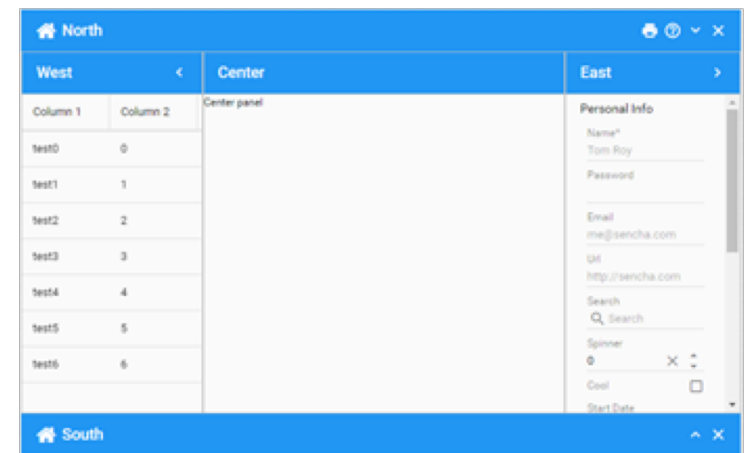 North
West
Center
East
Column 1 Column 2
Center panel
test0 0
test1 1
test2 2
test3 3
test4 4
test5 5
test6 6
Personal Info
Name*
Tom Roy
Password
Email
me@sencha.com
Url
http://sencha.com
Search
Search
Spinner
0
Cool
Start Date
South